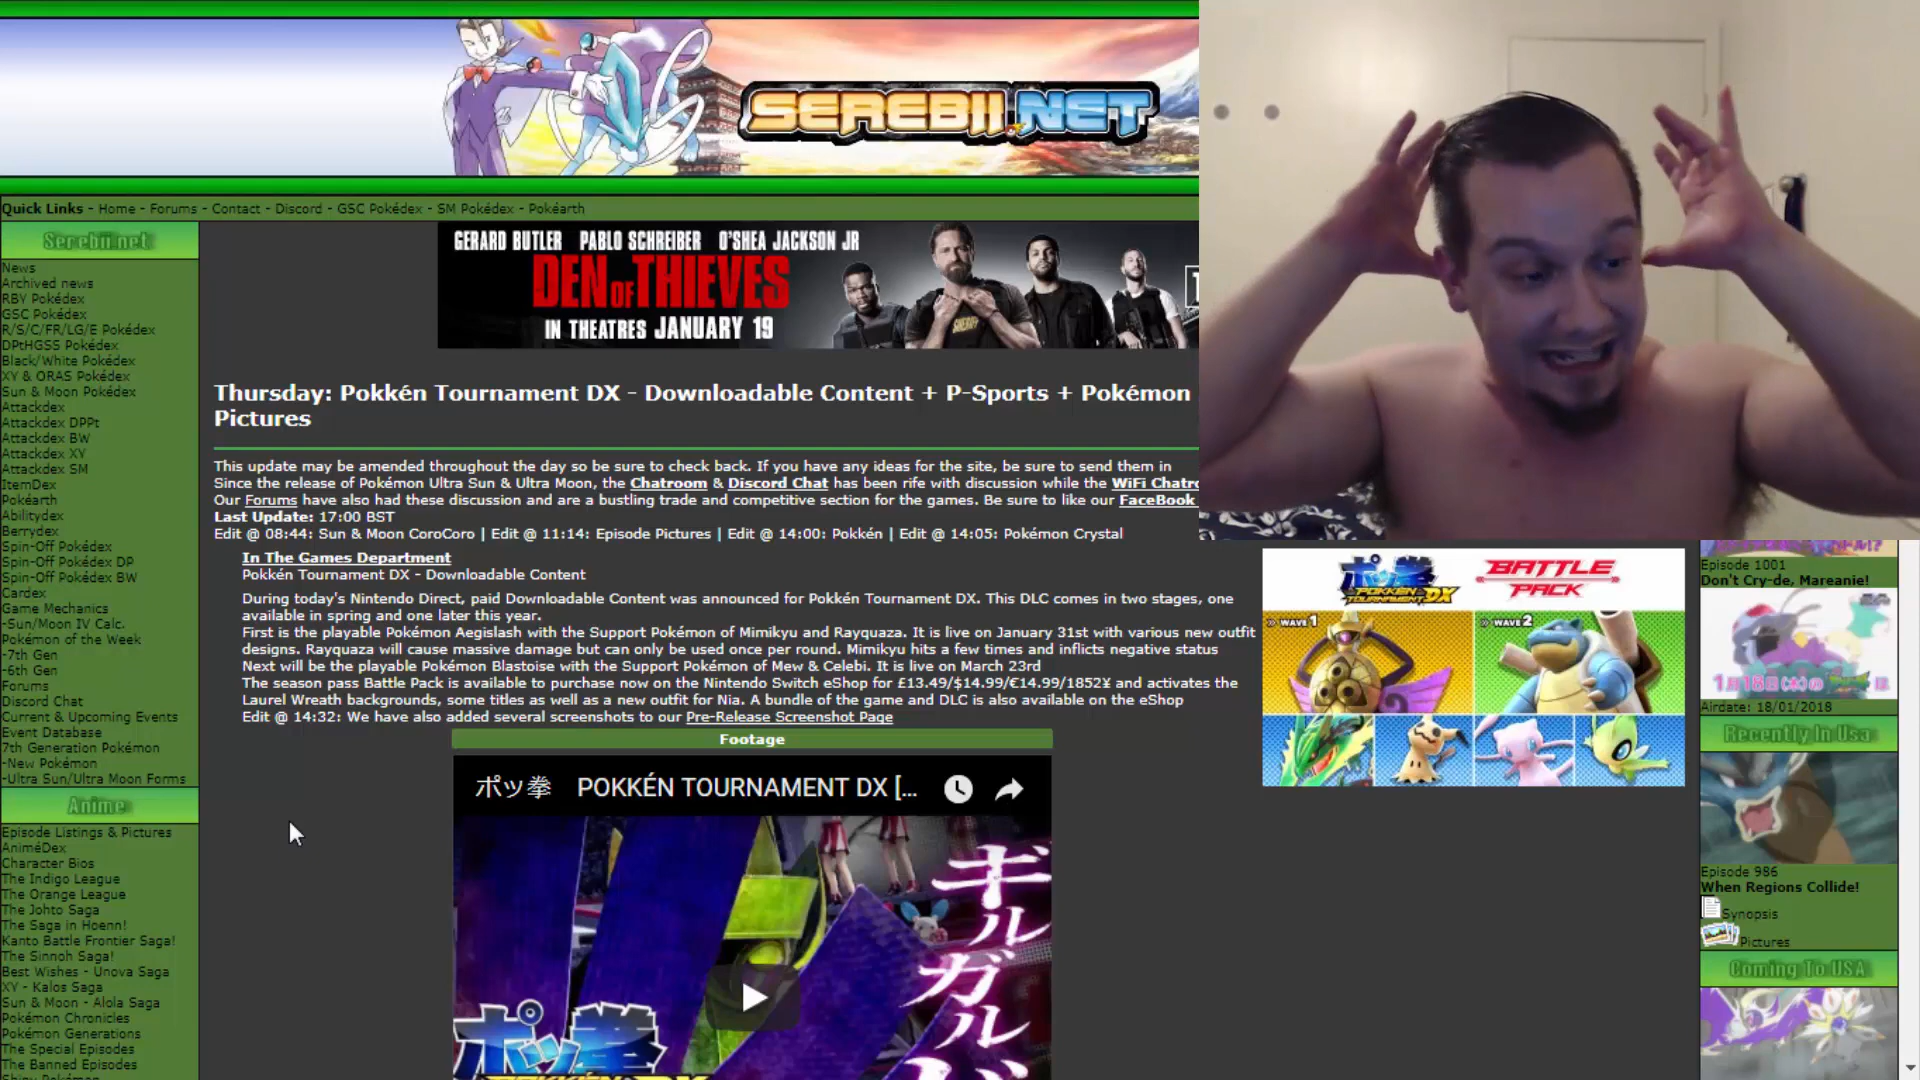 SEREBII.NET
Quick Links - Home - Forums - Contact - Discord - GSC Pokédex - SM Pokédex - Pokéarth
Serebii.net
News
Archived news
RBY Pokédex
GSC Pokédex
R/S/C/FR/LG/E Pokédex
DPtHGSS Pokédex
Black/White Pokédex
XY & ORAS Pokédex
Sun & Moon Pokédex
Attackdex
Attackdex DPPt
Attackdex BW
Attackdex XY
Attackdex SM
ItemDex
Pokéarth
Abilitydex
Berrydex
Spin-Off Pokédex
Spin-Off Pokédex DP
Spin-Off Pokédex BW
Cardex
Game Mechanics
-Sun/Moon IV Calc.
Pokémon of the Week
-7th Gen
-6th Gen
Forums
Discord Chat
Current & Upcoming Events
Event Database
7th Generation Pokémon
-New Pokémon
-Ultra Sun/Ultra Moon Forms
Anime
Episode Listings & Pictures
AniméDex
Character Bios
The Indigo League
The Orange League
The Johto Saga
The Saga in Hoenn!
Kanto Battle Frontier Saga!
The Sinnoh Saga!
Best Wishes - Unova Saga
XY - Kalos Saga
Sun & Moon - Alola Saga
Pokémon Chronicles
Pokémon Generations
The Special Episodes
The Banned Episodes
Shiny Pokémon
GERARD BUTLER PABLO SCHREIBER O'SHEA JACKSON JR
DEN OF THIEVES
IN THEATRES JANUARY 19
SHERIFF
Thursday: Pokkén Tournament DX - Downloadable Content + P-Sports + Pokémon
Pictures
This update may be amended throughout the day so be sure to check back. If you have any ideas for the site, be sure to send them in
Since the release of Pokémon Ultra Sun & Ultra Moon, the Chatroom & Discord Chat has been rife with discussion while the WiFi Chatro
Our Forums have also had these discussion and are a bustling trade and competitive section for the games. Be sure to like our FaceBook
Last Update: 17:00 BST
Edit @ 08:44: Sun & Moon CoroCoro | Edit @ 11:14: Episode Pictures | Edit @ 14:00: Pokkén | Edit @ 14:05: Pokémon Crystal
In The Games Department
Pokkén Tournament DX - Downloadable Content
During today's Nintendo Direct, paid Downloadable Content was announced for Pokkén Tournament DX. This DLC comes in two stages, one
available in spring and one later this year.
First is the playable Pokémon Aegislash with the Support Pokémon of Mimikyu and Rayquaza. It is live on January 31st with various new outfit
designs. Rayquaza will cause massive damage but can only be used once per round. Mimikyu hits a few times and inflicts negative status
Next will be the playable Pokémon Blastoise with the Support Pokémon of Mew & Celebi. It is live on March 23rd
The season pass Battle Pack is available to purchase now on the Nintendo Switch eShop for £13.49/$14.99/€14.99/1852¥ and activates the
Laurel Wreath backgrounds, some titles as well as a new outfit for Nia. A bundle of the game and DLC is also available on the eShop
Edit @ 14:32: We have also added several screenshots to our Pre-Release Screenshot Page
Footage
ポッ拳 POKKÉN TOURNAMENT DX [...
ギルガルド
ポッ拳
POKKÉN DX
ポッ拳
POKKÉN TOURNAMENT DX
BATTLE PACK
WAVE 1
WAVE 2
Episode 1001
Don't Cry-de, Mareanie!
1月18日(木)の
Airdate: 18/01/2018
Recently In Usa
Episode 986
When Regions Collide!
Synopsis
Pictures
Coming To USA